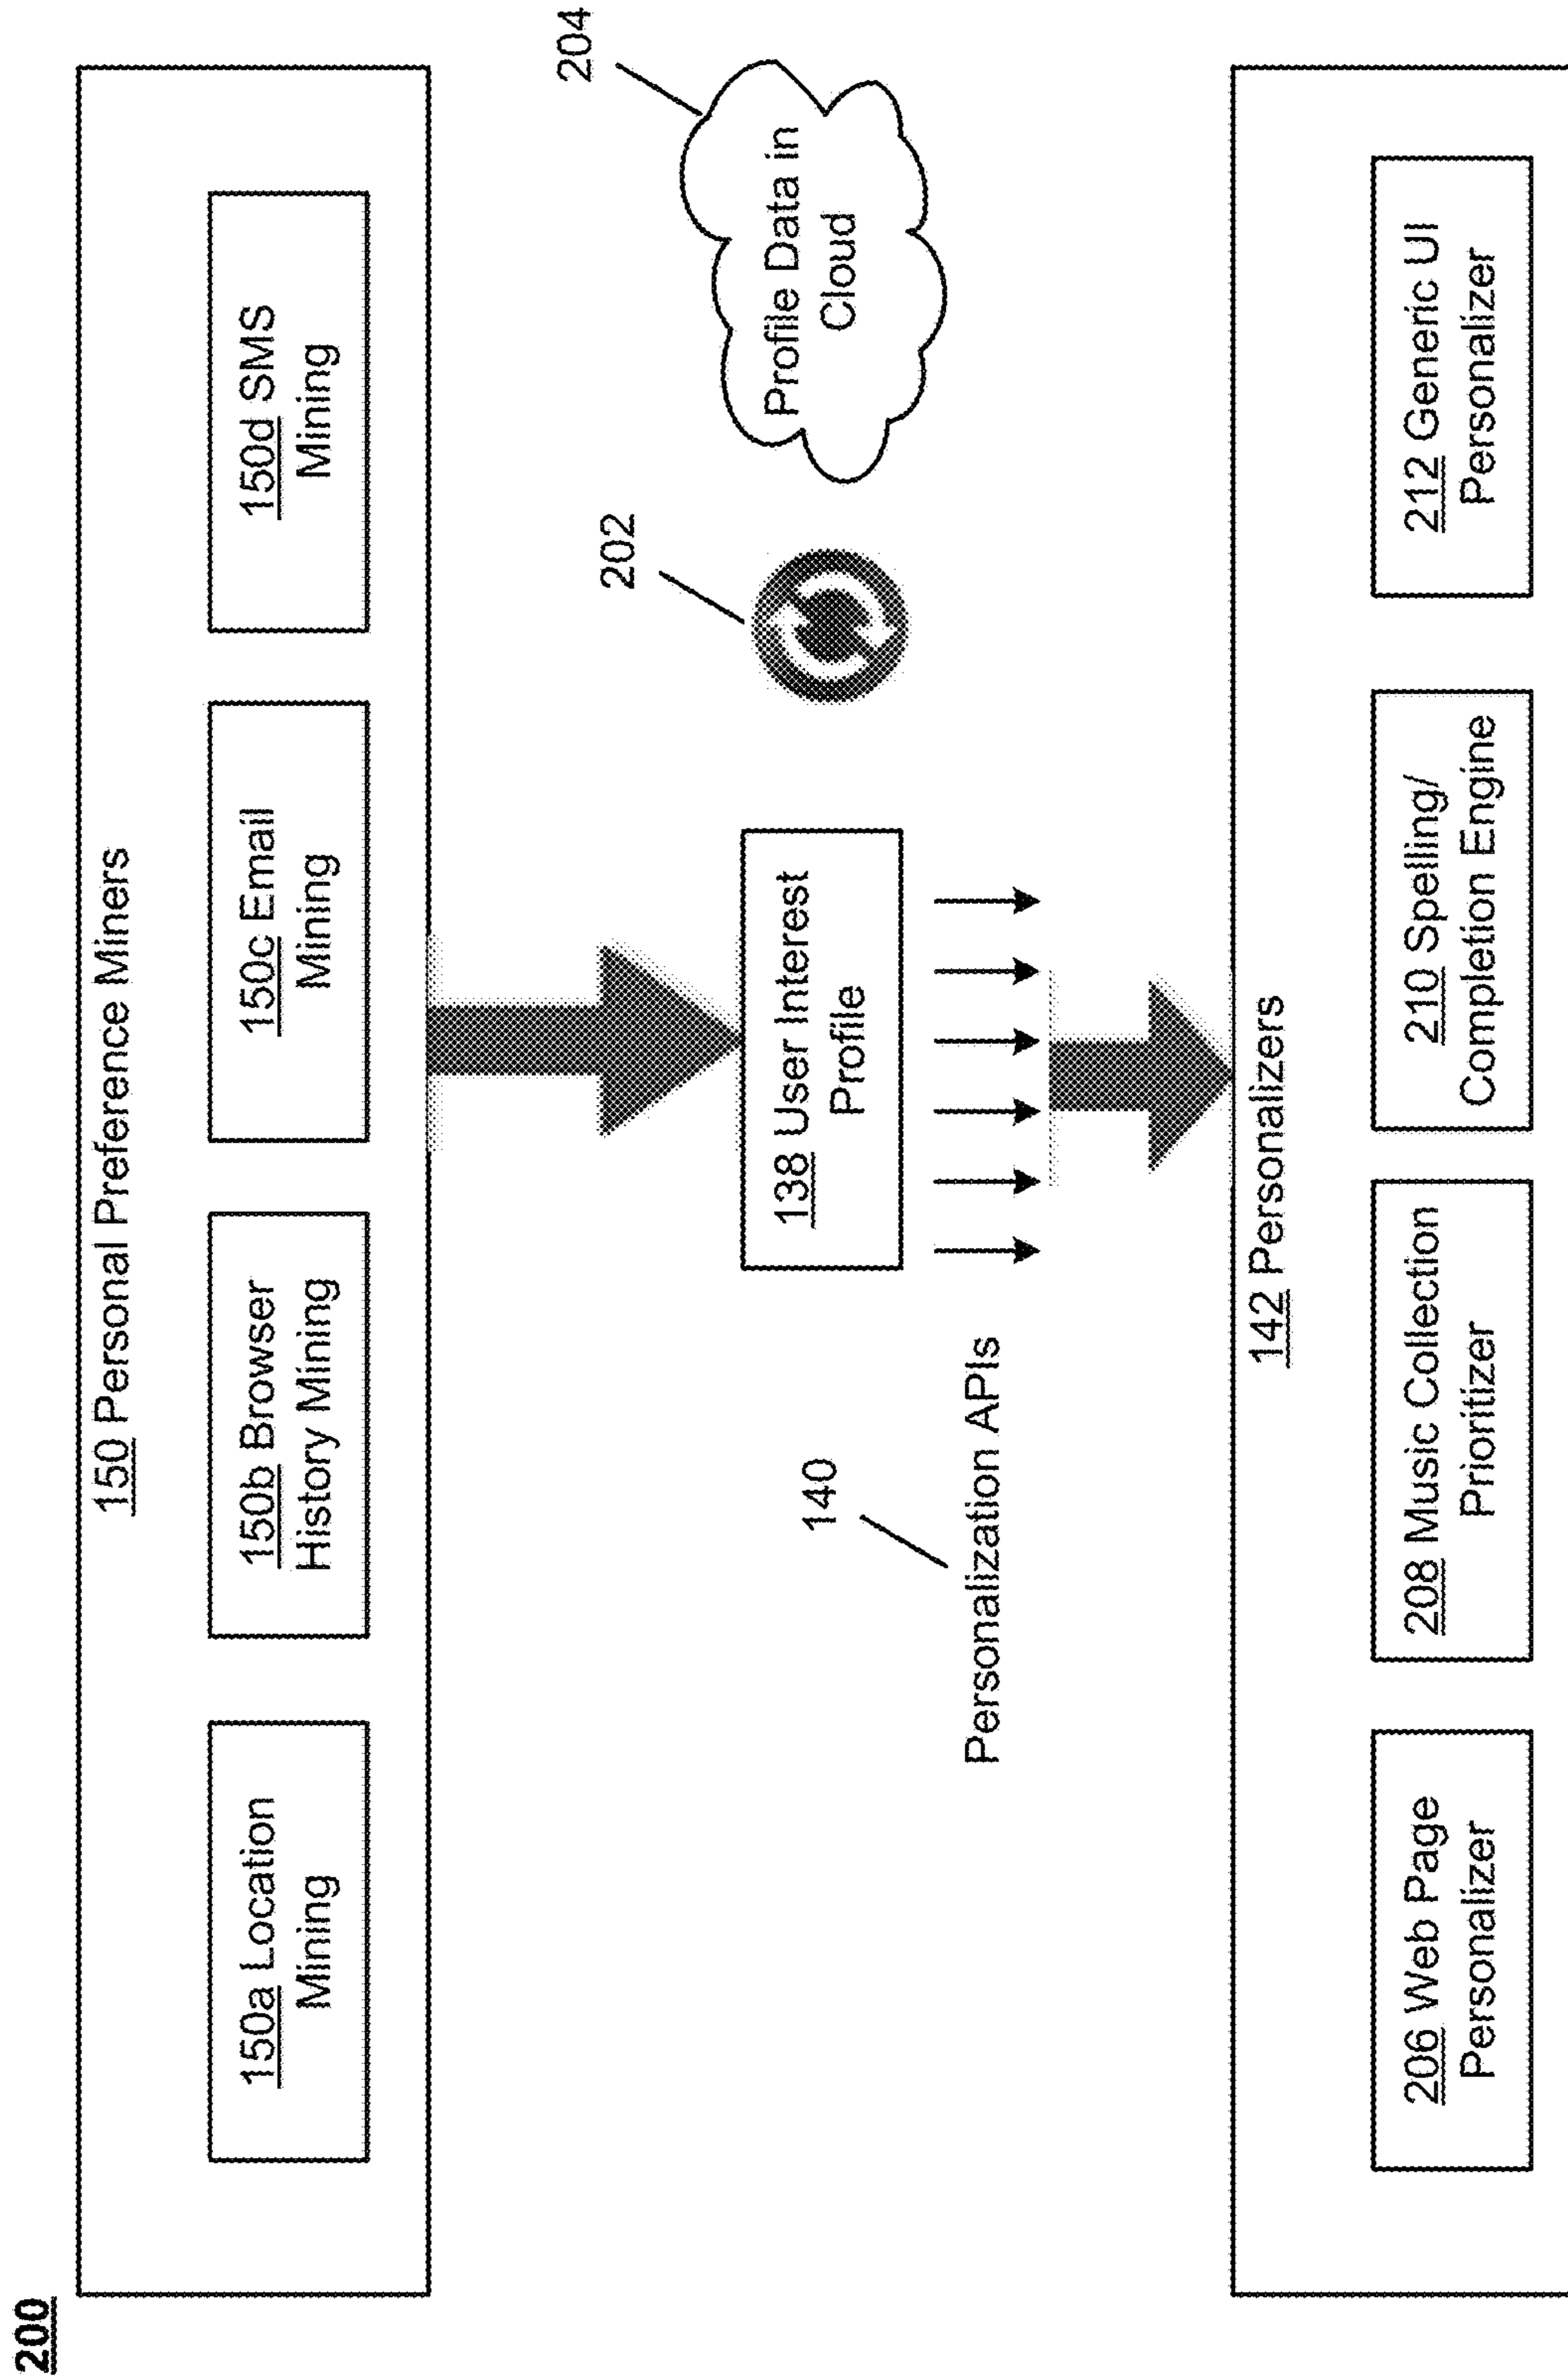 200
150 Personal Preference Miners
150a Location
Mining
150b Browser
History Mining
150c Email
Mining
150d SMS
Mining
204
202
Profile Data in
Cloud
138 User Interest
Profile
140
Personalization APIs
142 Personalizers
206 Web Page
Personalizer
208 Music Collection
Prioritizer
210 Spelling/
Completion Engine
212 Generic UI
Personalizer